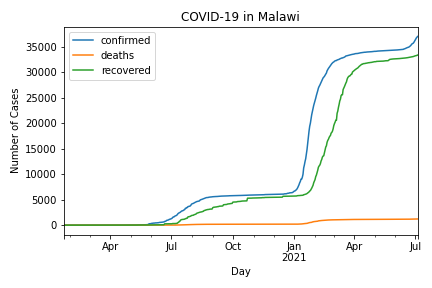 COVID-19 in Malawi
confirmed
deaths
recovered
Number of Cases
35000
30000
25000
20000
15000
10000
5000
0
Apr Jul Oct Jan Apr Jul
2021
Day